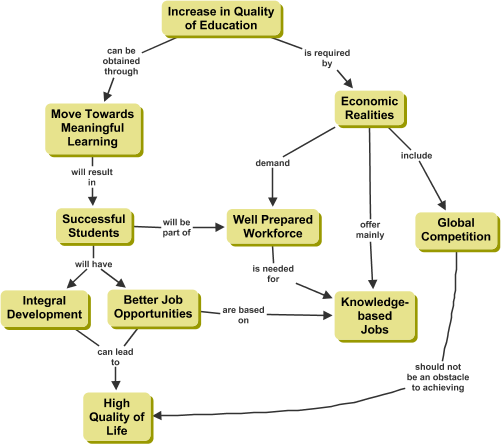 Increase in Quality
of Education
can be
obtained
through
is required
by
Economic
Realities
Move Towards
Meaningful
Learning
demand
include
will result
in
offer
mainly
Successful
Students
will be
part of
Well Prepared
Workforce
Global
Competition
will have
is needed
for
Integral
Development
Better Job
Opportunities
are based
on
Knowledge-
based
Jobs
can lead
to
should not
be an obstacle
to achieving
High
Quality of
Life